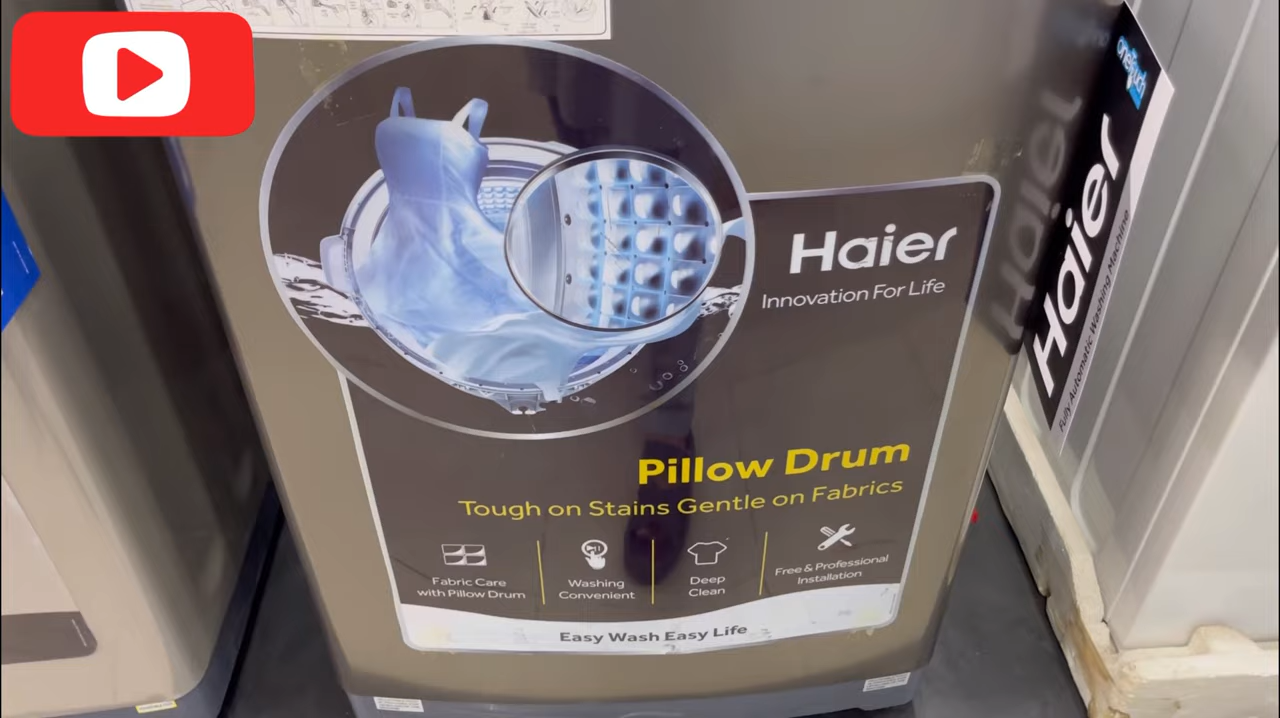 Haier
Innovation For Life
Pillow Drum
Tough on Stains Gentle on Fabrics
Fabric Care
with Pillow Drum
Washing
Convenient
Deep
Clean
Free & Professional
Installation
Easy Wash Easy Life
onetouch
Haier
Fully Automatic Washing Machine